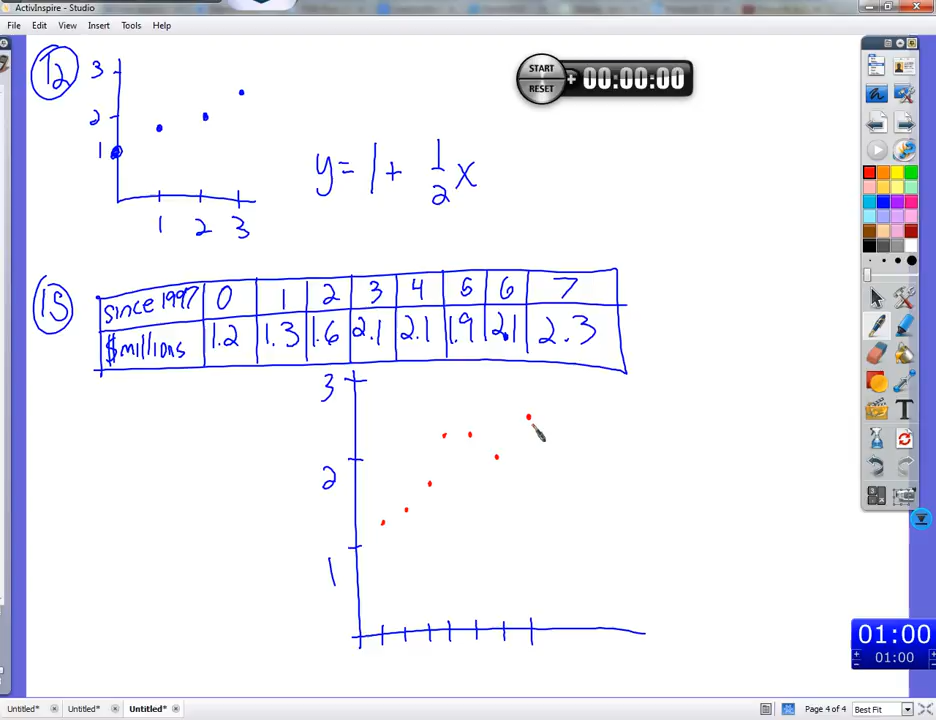 ActivInspire - Studio
File Edit View Insert Tools Help
12
3
2
1
1 2 3
y = 1 + 1/2 x
START
RESET
+ 00:00:00
15
since 1997 0 1 2 3 4 5 6 7
$millions 1.2 1.3 1.6 2.1 2.1 1.9 2.1 2.3
3
2
1
T
01:00
01:00
Untitled* Untitled* Untitled* Page 4 of 4 Best Fit